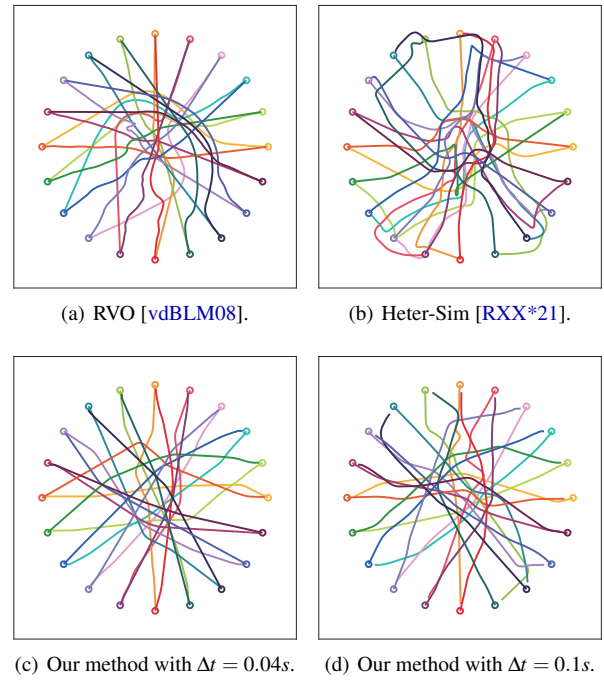 (a) RVO [vdBLM08].
(b) Heter-Sim [RXX*21].
(c) Our method with Δt = 0.04s.
(d) Our method with Δt = 0.1s.